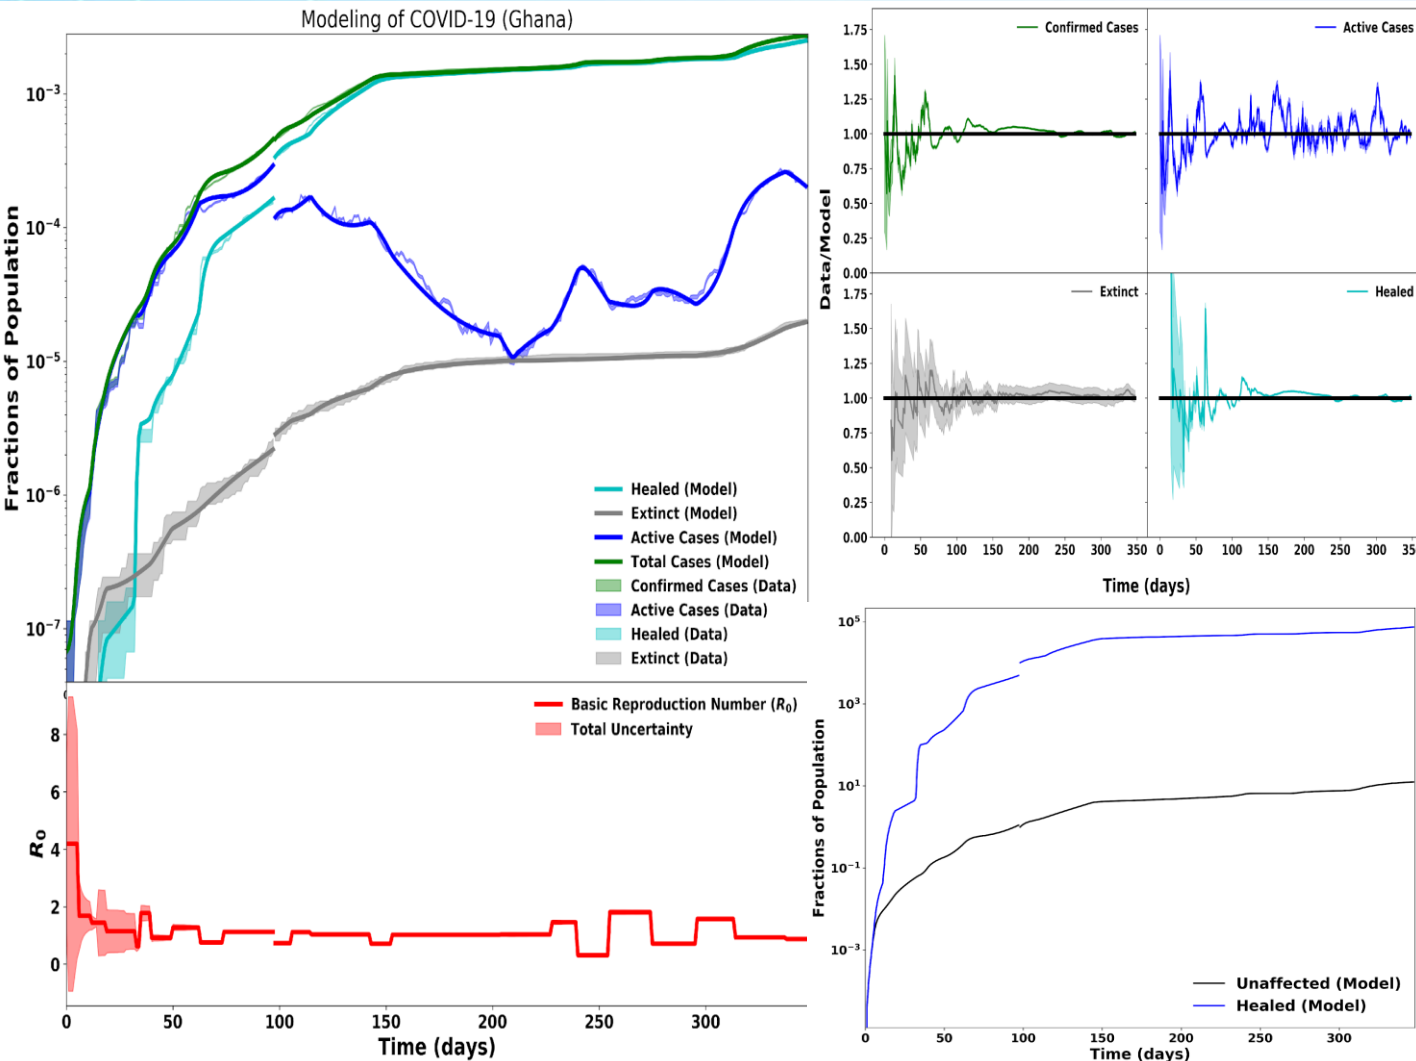 Modeling of COVID-19 (Ghana)
Fractions of Population
10⁻³
10⁻⁴
10⁻⁵
10⁻⁶
10⁻⁷
Healed (Model)
Extinct (Model)
Active Cases (Model)
Total Cases (Model)
Confirmed Cases (Data)
Active Cases (Data)
Healed (Data)
Extinct (Data)
R₀
8
6
4
2
0
Basic Reproduction Number (R₀)
Total Uncertainty
0 50 100 150 200 250 300
Time (days)
Data/Model
1.75
1.50
1.25
1.00
0.75
0.50
0.25
0.00
Confirmed Cases
Active Cases
1.75
1.50
1.25
1.00
0.75
0.50
0.25
0.00
Extinct
Healed
0 50 100 150 200 250 300 350
0 50 100 150 200 250 300
Time (days)
Fractions of Population
10⁵
10³
10¹
10⁻¹
10⁻³
Unaffected (Model)
Healed (Model)
0 50 100 150 200 250 300
Time (days)